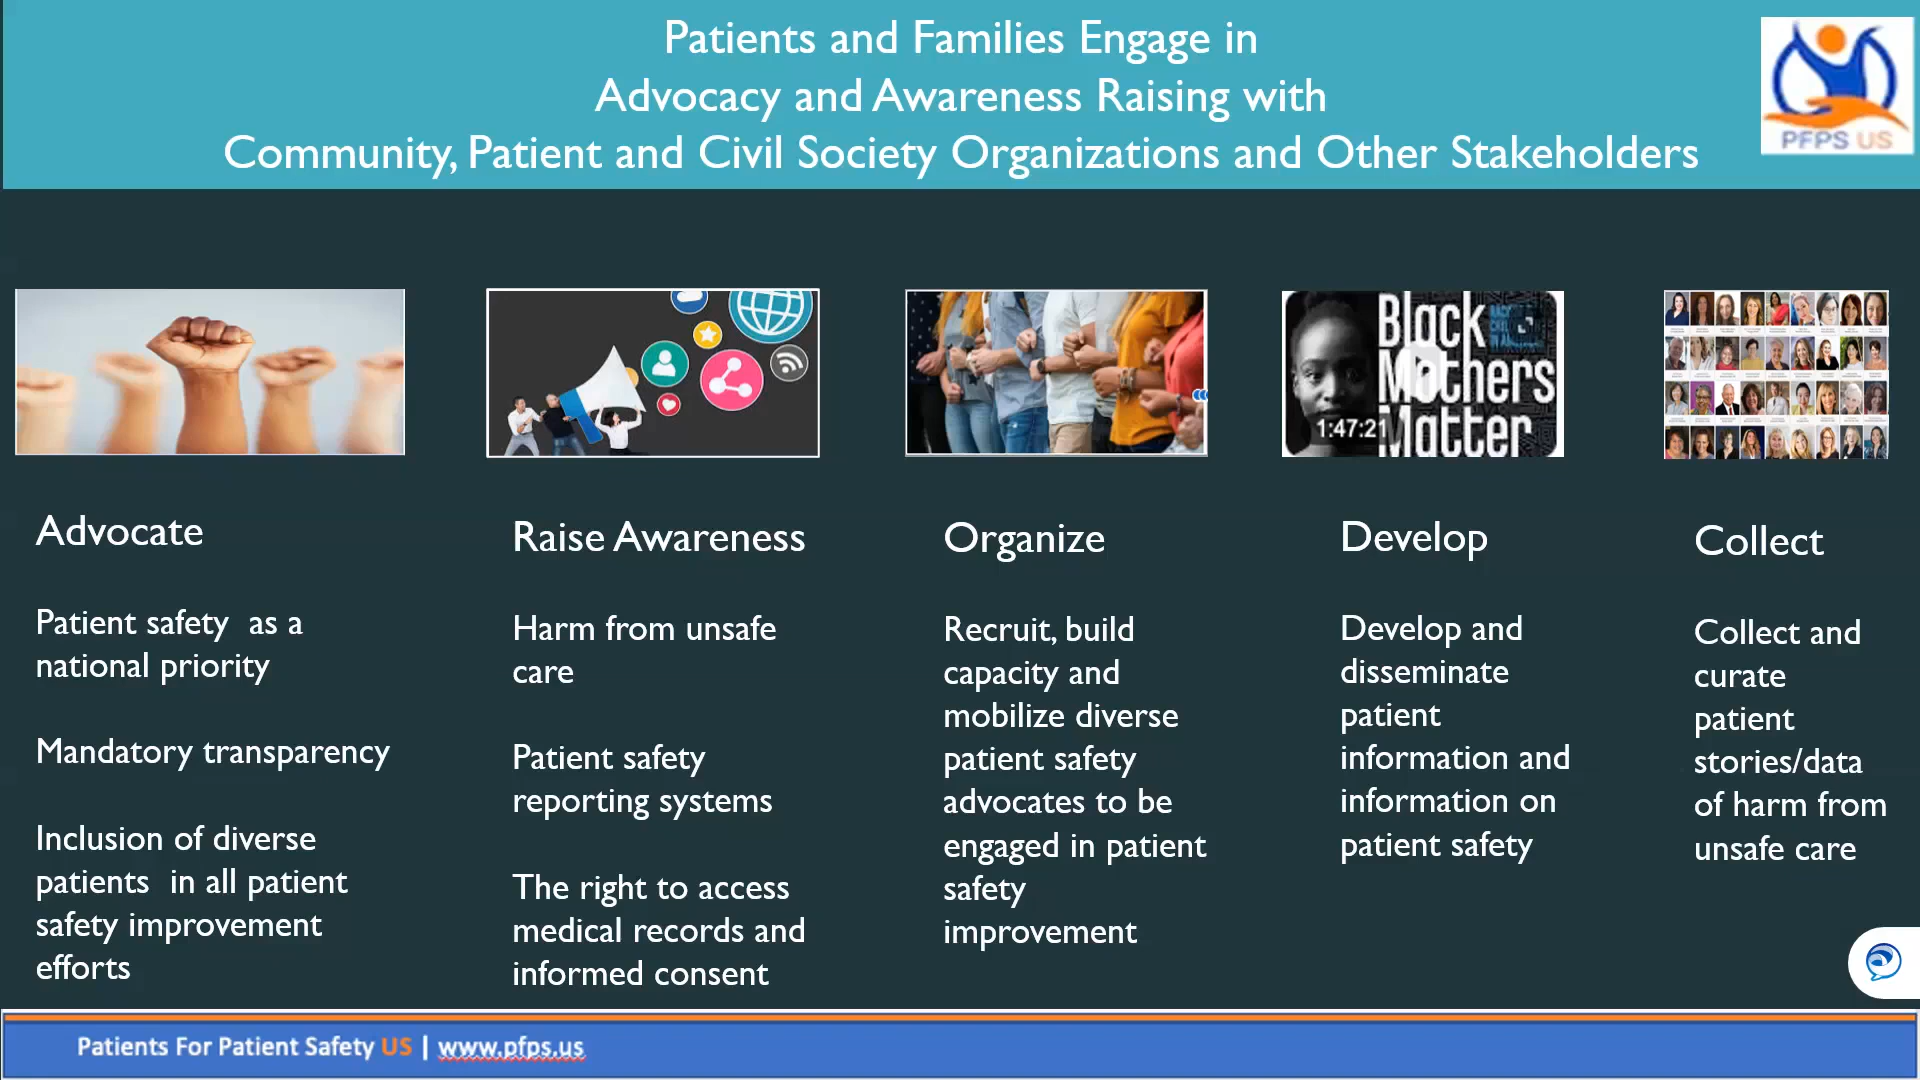 Patients and Families Engage in
Advocacy and Awareness Raising with
Community, Patient and Civil Society Organizations and Other Stakeholders
PFPS US
Black
Mothers
Matter
1:47:21
Advocate
Patient safety as a
national priority
Mandatory transparency
Inclusion of diverse
patients in all patient
safety improvement
efforts
Raise Awareness
Harm from unsafe
care
Patient safety
reporting systems
The right to access
medical records and
informed consent
Organize
Recruit, build
capacity and
mobilize diverse
patient safety
advocates to be
engaged in patient
safety
improvement
Develop
Develop and
disseminate
patient
information and
information on
patient safety
Collect
Collect and
curate
patient
stories/data
of harm from
unsafe care
Patients For Patient Safety US | www.pfps.us